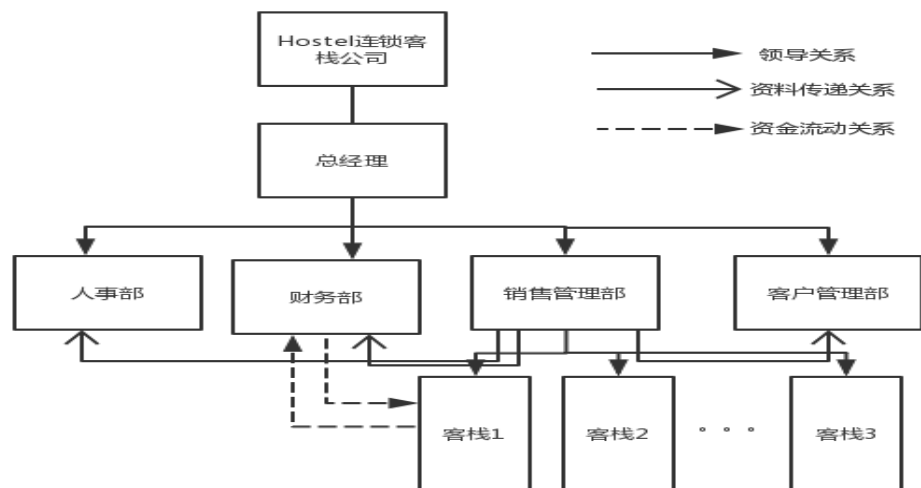 Hostel连锁客
栈公司
领导关系
资料传递关系
资金流动关系
总经理
人事部
财务部
销售管理部
客户管理部
客栈1
客栈2
。。。
客栈3